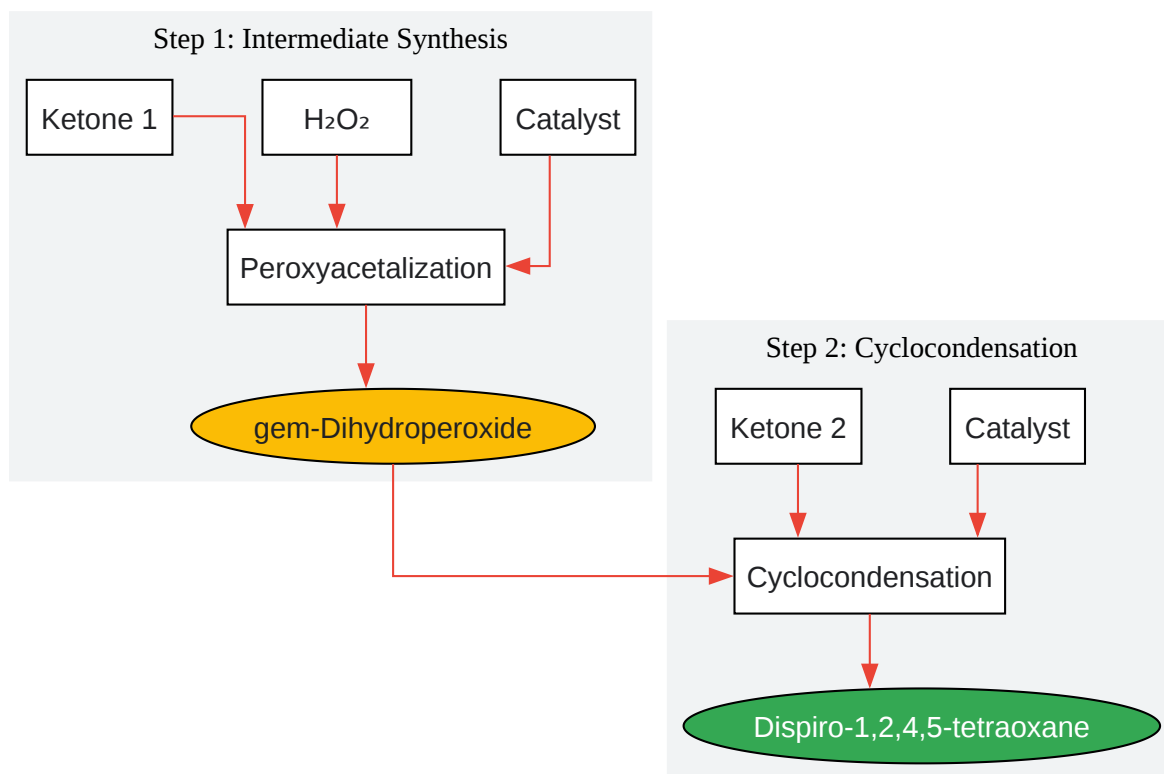 Step 1: Intermediate Synthesis
Ketone 1
H₂O₂
Catalyst
Peroxyacetalization
gem-Dihydroperoxide
Step 2: Cyclocondensation
Ketone 2
Catalyst
Cyclocondensation
Dispiro-1,2,4,5-tetraoxane